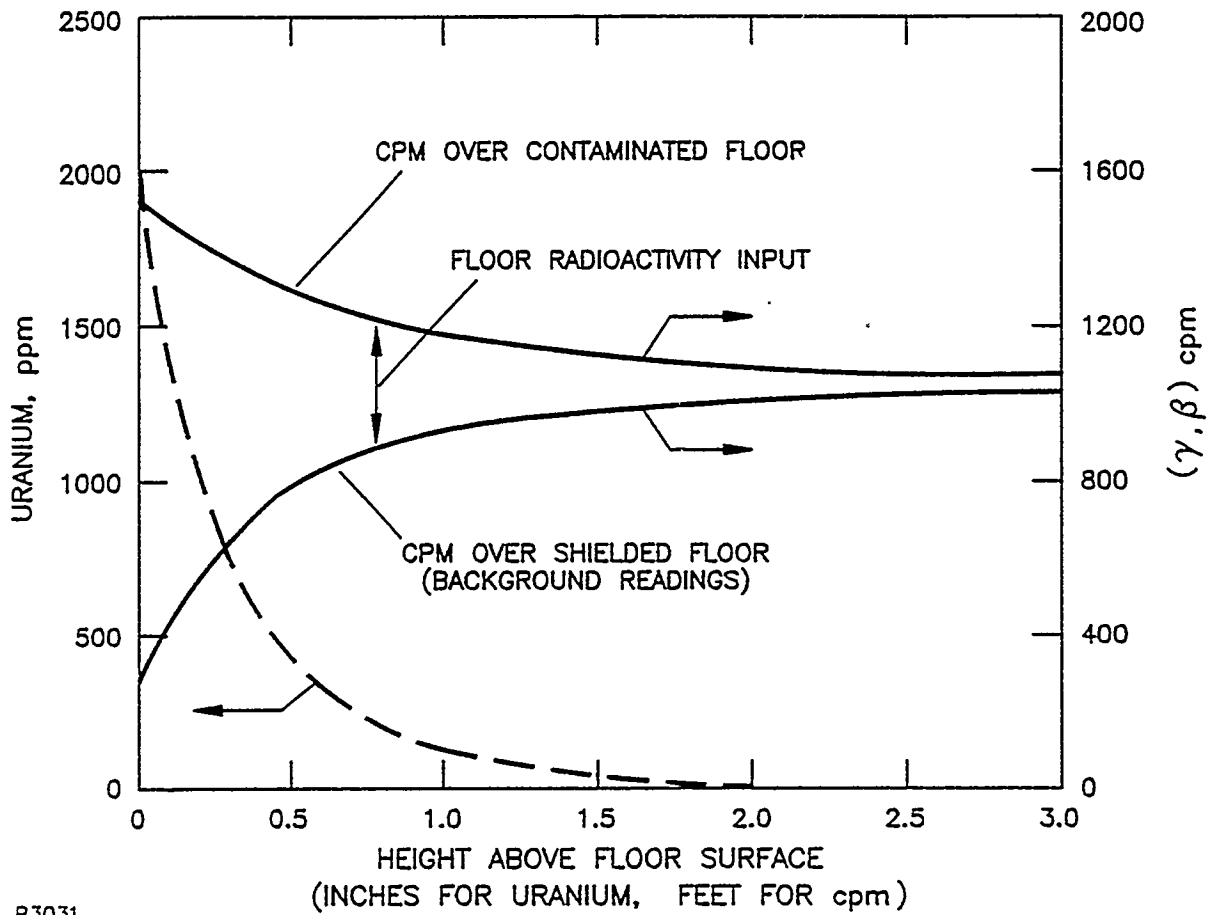 2500
2000
1500
1000
500
0
URANIUM, ppm
2000
1600
1200
800
400
0
(γ,β) cpm
CPM OVER CONTAMINATED FLOOR
FLOOR RADIOACTIVITY INPUT
CPM OVER SHIELDED FLOOR
(BACKGROUND READINGS)
0 0.5 1.0 1.5 2.0 2.5 3.0
HEIGHT ABOVE FLOOR SURFACE
(INCHES FOR URANIUM, FEET FOR cpm)
R3031